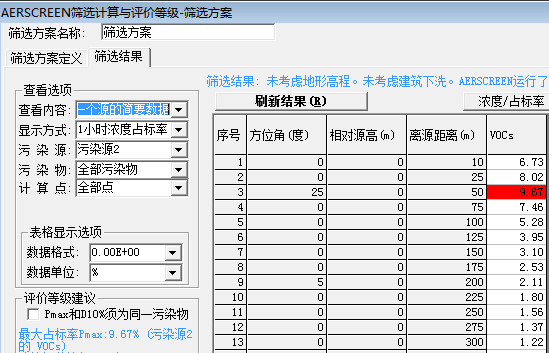 AERSCREEN筛选计算与评价等级-筛选方案
筛选方案名称: 筛选方案
筛选方案定义 筛选结果
查看选项
查看内容: 一个源的简要数据
显示方式: 1小时浓度占标率
污 染 源: 污染源2
污 染 物: 全部污染物
计 算 点: 全部点
表格显示选项
数据格式: 0.00E+00
数据单位: %
评价等级建议
Pmax和D10%须为同一污染物
最大占标率Pmax:9.67% (污染源2
的 VOCs)
筛选结果: 未考虑地形高程。未考虑建筑下洗。AERSCREEN运行了
刷新结果(R) 浓度/占标率
序号 方位角(度) 相对源高(m) 离源距离(m) VOCs
1 0 0 10 6.73
2 0 0 25 8.02
3 25 0 50 9.67
4 0 0 75 7.46
5 0 0 100 5.28
6 0 0 125 3.95
7 0 0 150 3.10
8 0 0 175 2.53
9 5 0 200 2.11
10 0 0 225 1.80
11 0 0 250 1.56
12 0 0 275 1.37
13 0 0 300 1.22